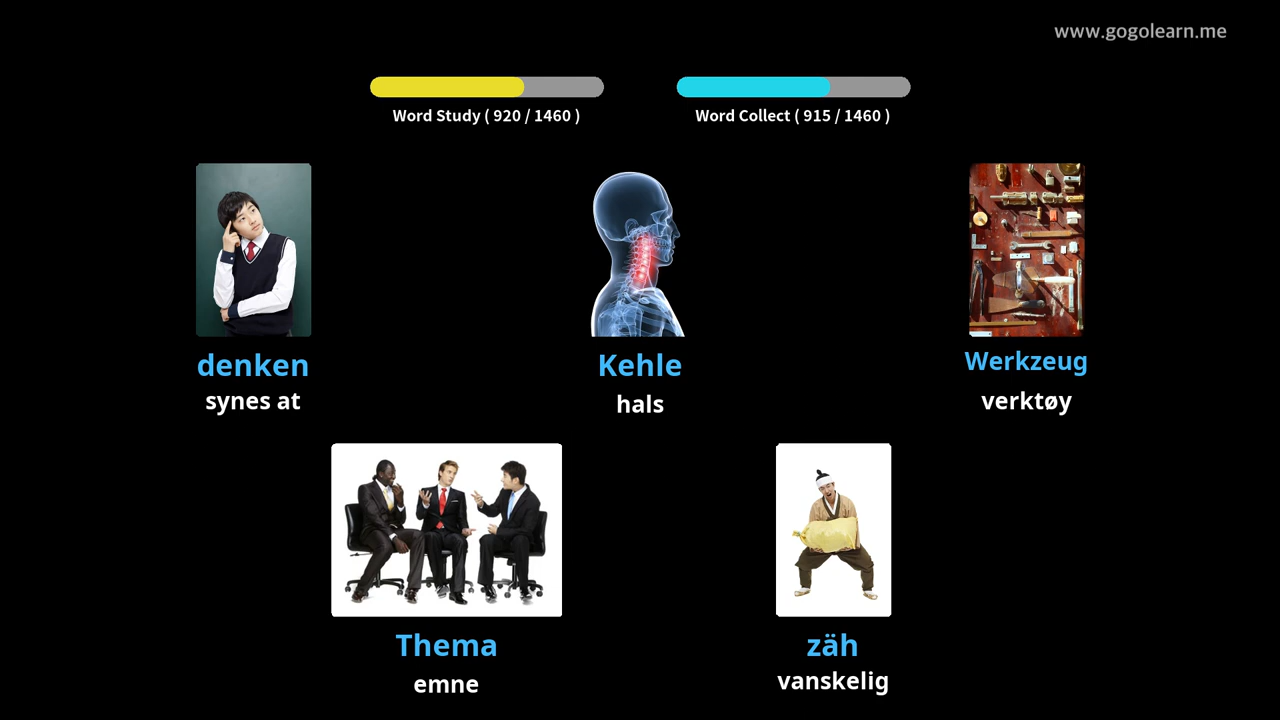 www.gogolearn.me
Word Study ( 920 / 1460 )
Word Collect ( 915 / 1460 )
denken
synes at
Kehle
hals
Werkzeug
verktøy
Thema
emne
zäh
vanskelig